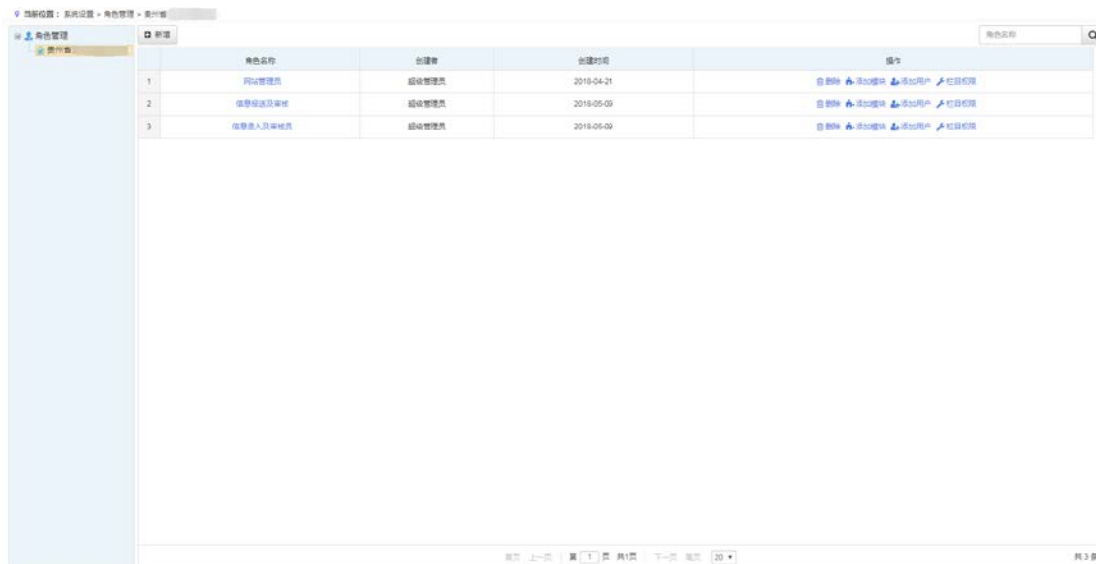 当前位置：系统设置 » 角色管理 » 贵州省
角色管理
贵州省
新增
角色名称
角色名称 创建者 创建时间 操作
1 网站管理员 超级管理员 2018-04-21 删除 添加模块 添加用户 栏目权限
2 信息报送及审核 超级管理员 2018-05-09 删除 添加模块 添加用户 栏目权限
3 信息录入及审核员 超级管理员 2018-05-09 删除 添加模块 添加用户 栏目权限
首页 上一页 第 1 页 共1页 下一页 尾页 20
共 3 条